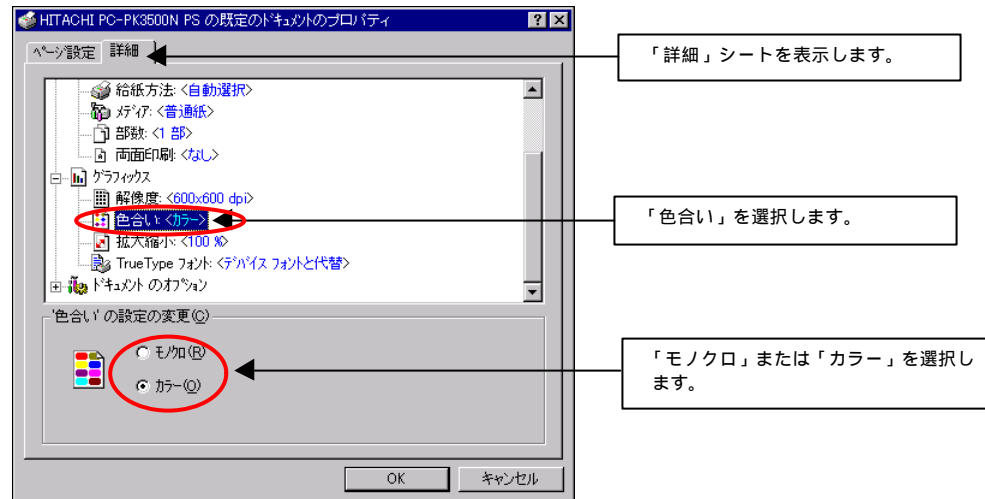 HITACHI PC-PK3500N PS の既定のﾄﾞｷｭﾒﾝﾄのプロパティ
ﾍﾟｰｼﾞ設定 詳細
「詳細」シートを表示します。
給紙方法: <自動選択>
ﾒﾃﾞｨｱ: <普通紙>
部数: <1 部>
両面印刷: <なし>
ｸﾞﾗﾌｨｯｸｽ
解像度: <600x600 dpi>
色合い: <ｶﾗｰ>
「色合い」を選択します。
拡大縮小: <100 %>
TrueType ﾌｫﾝﾄ: <ﾃﾞﾊﾞｲｽ ﾌｫﾝﾄと代替>
ﾄﾞｷｭﾒﾝﾄ のｵﾌﾟｼｮﾝ
'色合い' の設定の変更(C)
ﾓﾉｸﾛ(R)
ｶﾗｰ(O)
「モノクロ」または「カラー」を選択し
ます。
OK キャンセル